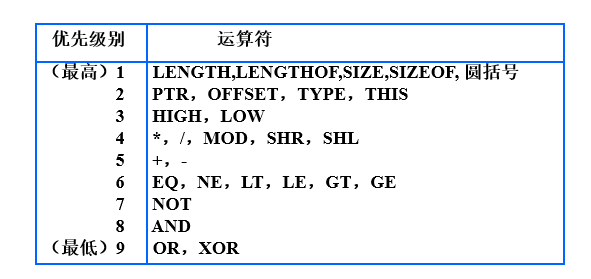 优先级别 运算符
（最高）1 LENGTH,LENGTHOF,SIZE,SIZEOF, 圆括号
2 PTR，OFFSET，TYPE，THIS
3 HIGH，LOW
4 *，/，MOD，SHR，SHL
5 +，-
6 EQ，NE，LT，LE，GT，GE
7 NOT
8 AND
（最低）9 OR，XOR